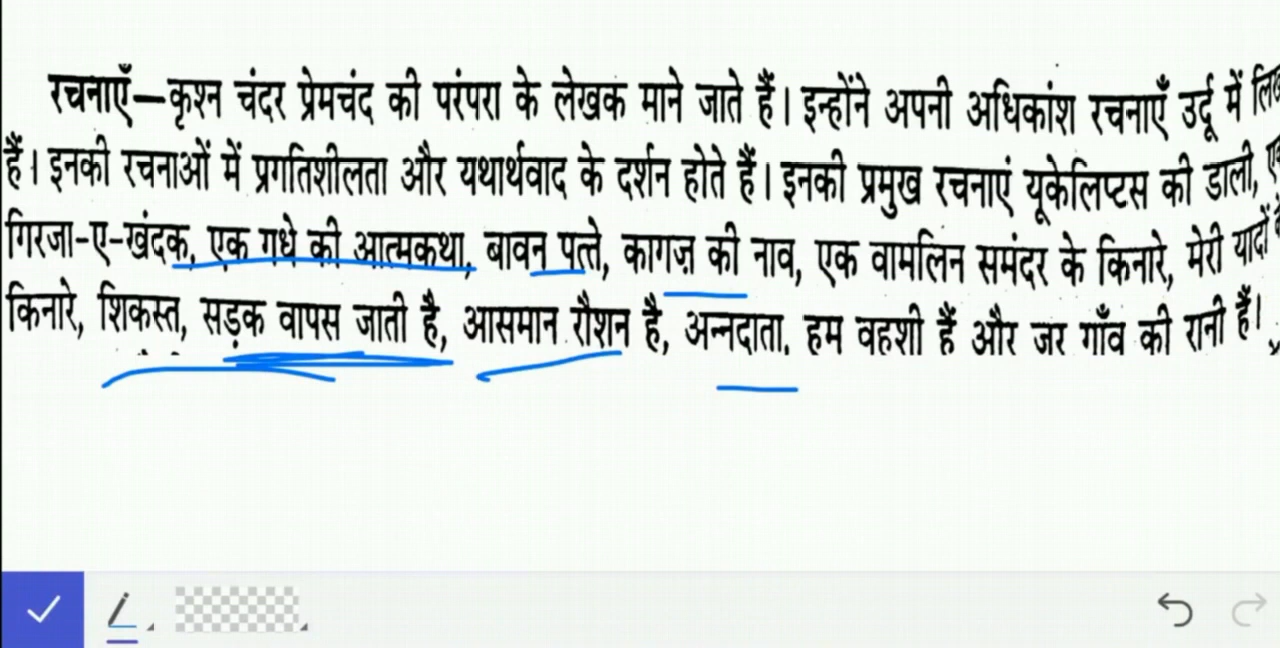 रचनाएँ—कृश्न चंदर प्रेमचंद की परंपरा के लेखक माने जाते हैं। इन्होंने अपनी अधिकांश रचनाएँ उर्दू में
हैं। इनकी रचनाओं में प्रगतिशीलता और यथार्थवाद के दर्शन होते हैं। इनकी प्रमुख रचनाएं यूकेलिप्टस की डाली,
गिरजा-ए-खंदक, एक गधे की आत्मकथा, बावन पत्ते, कागज़ की नाव, एक वामलिन समंदर के किनारे, मेरी यादों
किनारे, शिकस्त, सड़क वापस जाती है, आसमान रौशन है, अन्नदाता, हम वहशी हैं और जर गाँव की रानी हैं।